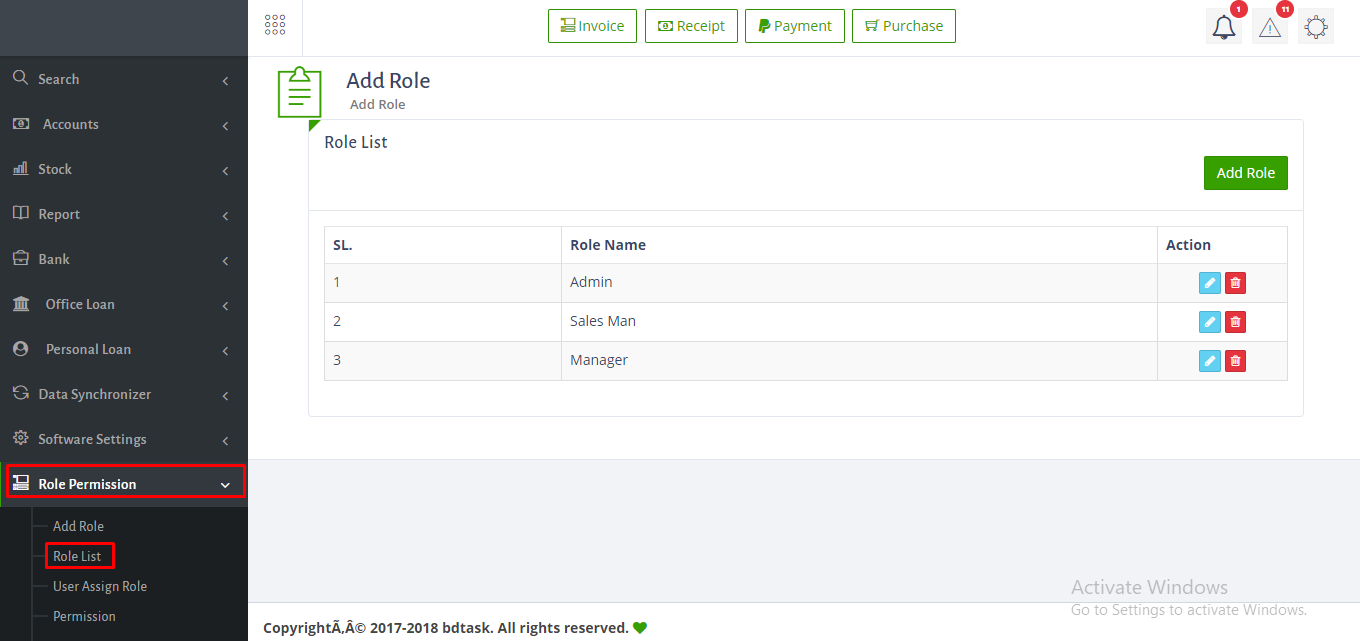 Invoice Receipt Payment Purchase 1 11
Search
Accounts
Stock
Report
Bank
Office Loan
Personal Loan
Data Synchronizer
Software Settings
Role Permission
Add Role
Role List
User Assign Role
Permission
Add Role
Add Role
Role List
Add Role
SL. Role Name Action
1 Admin
2 Sales Man
3 Manager
Activate Windows
Go to Settings to activate Windows.
CopyrightÃ‚Â© 2017-2018 bdtask. All rights reserved.